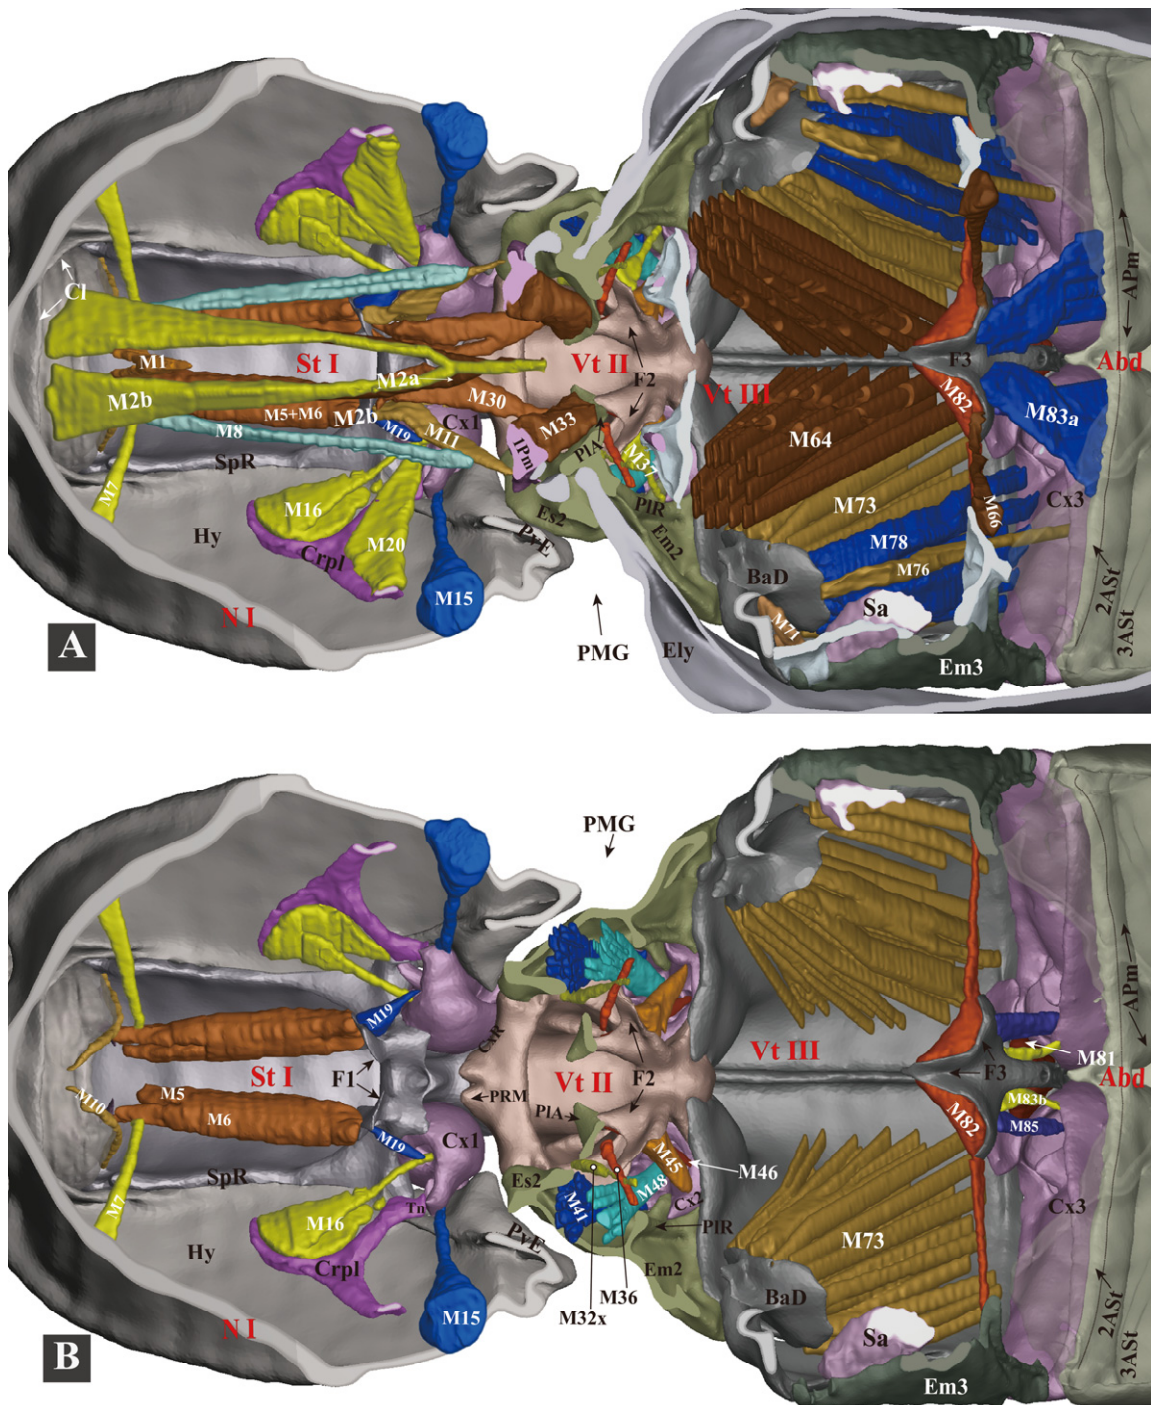 Cl
M1
St I
M2a
M2b
M5+M6
M2b
M30
Vt II
F2
Vt III
F3
APm
Abd
M8
M19
M11
Cx1
M33
IPm
PlA
M37
M82
M83a
SpR
M7
M16
M64
Es2
PlR
M73
M66
Cx3
Hy
Crpl
M20
PvE
Em2
M78
M76
BaD
2ASt
M15
Sa
M71
N I
3ASt
A
PMG
Ely
Em3
PMG
APm
M19
CxR
Vt III
M81
St I
F1
Vt II
F2
F3
Abd
M5
M10
M6
PRM
PlA
M83b
M82
M85
M19
Cx1
M45
M46
SpR
Es2
M48
M7
M16
Tn
M41
Cx2
Cx3
Hy
Crpl
PvE
PlR
M73
Em2
BaD
M36
2ASt
M15
M32x
N I
Sa
3ASt
B
Em3